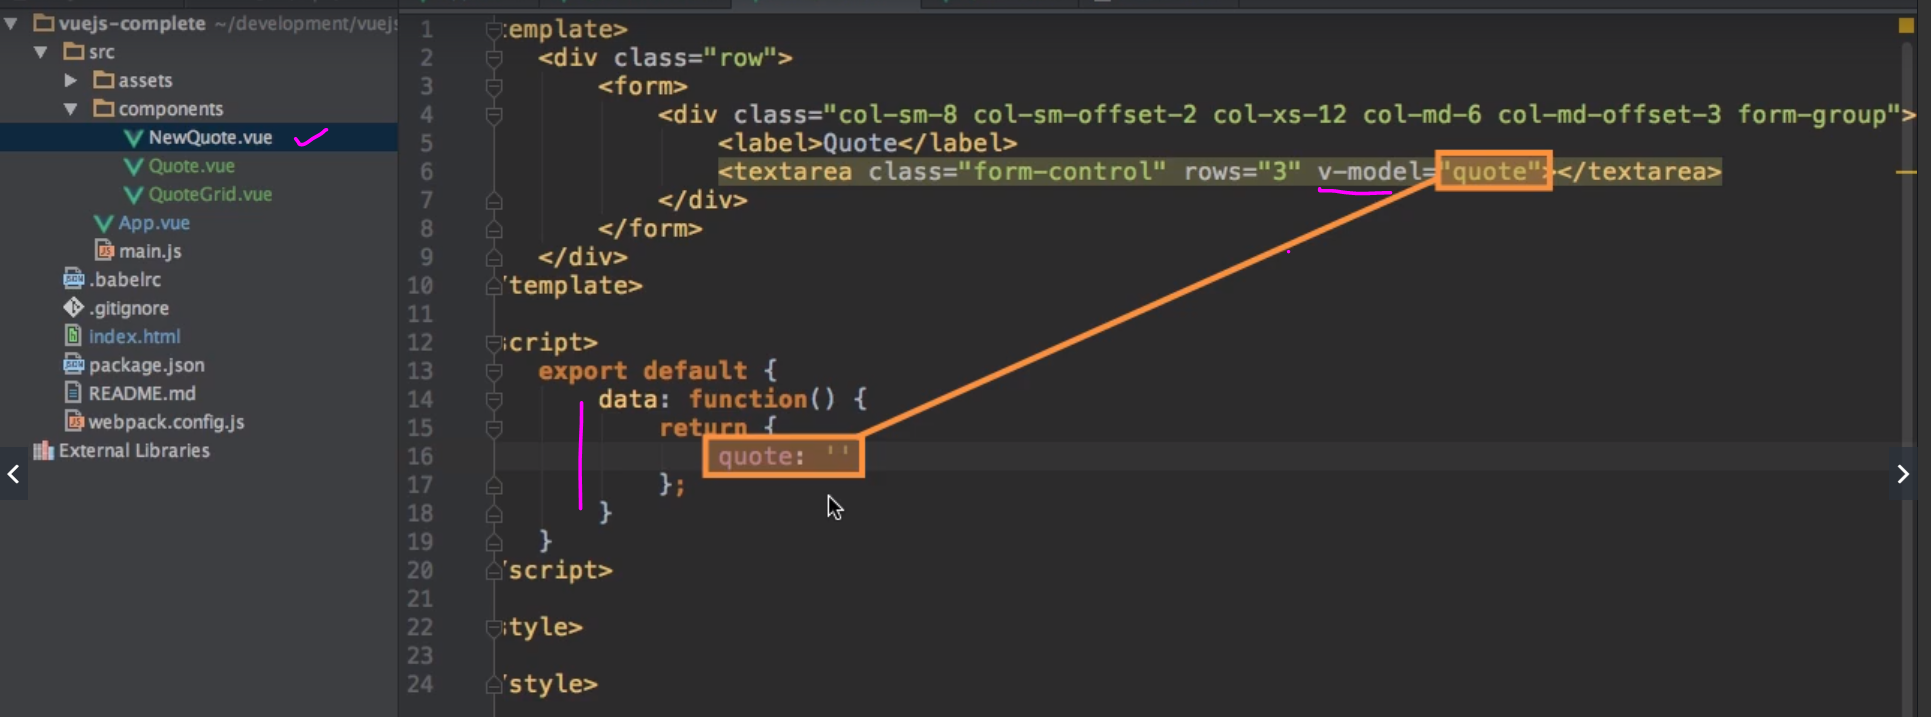 vuejs-complete ~/development/vuejs
src
assets
components
NewQuote.vue
Quote.vue
QuoteGrid.vue
App.vue
main.js
.babelrc
.gitignore
index.html
package.json
README.md
webpack.config.js
External Libraries
1 template>
2 <div class="row">
3 <form>
4 <div class="col-sm-8 col-sm-offset-2 col-xs-12 col-md-6 col-md-offset-3 form-group">
5 <label>Quote</label>
6 <textarea class="form-control" rows="3" v-model="quote"></textarea>
7 </div>
8 </form>
9 </div>
10 /template>
11
12 script>
13 export default {
14 data: function() {
15 return {
16 quote: ''
17 };
18 }
19 }
20 /script>
21
22 style>
23
24 /style>